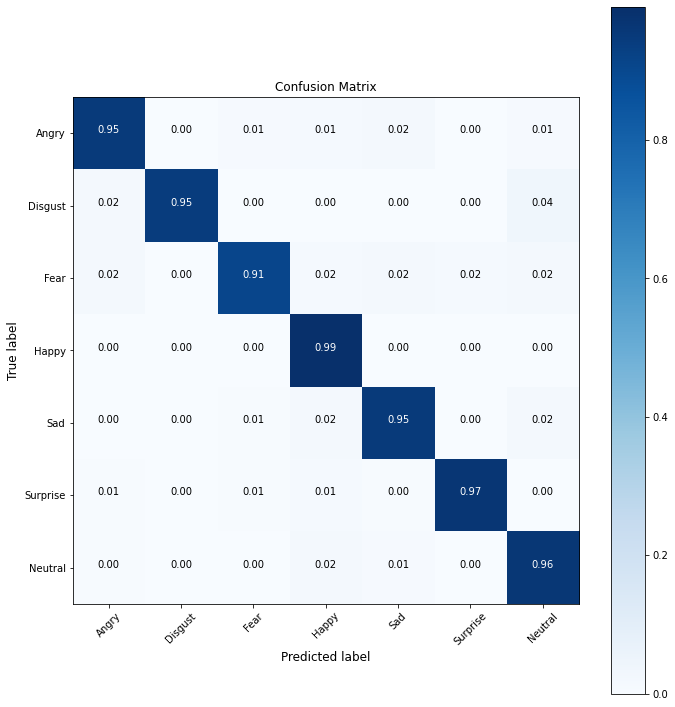 Confusion Matrix
Angry 0.95 0.00 0.01 0.01 0.02 0.00 0.01
Disgust 0.02 0.95 0.00 0.00 0.00 0.00 0.04
Fear 0.02 0.00 0.91 0.02 0.02 0.02 0.02
Happy 0.00 0.00 0.00 0.99 0.00 0.00 0.00
Sad 0.00 0.00 0.01 0.02 0.95 0.00 0.02
Surprise 0.01 0.00 0.01 0.01 0.00 0.97 0.00
Neutral 0.00 0.00 0.00 0.02 0.01 0.00 0.96
Angry Disgust Fear Happy Sad Surprise Neutral
Predicted label
True label
0.8
0.6
0.4
0.2
0.0